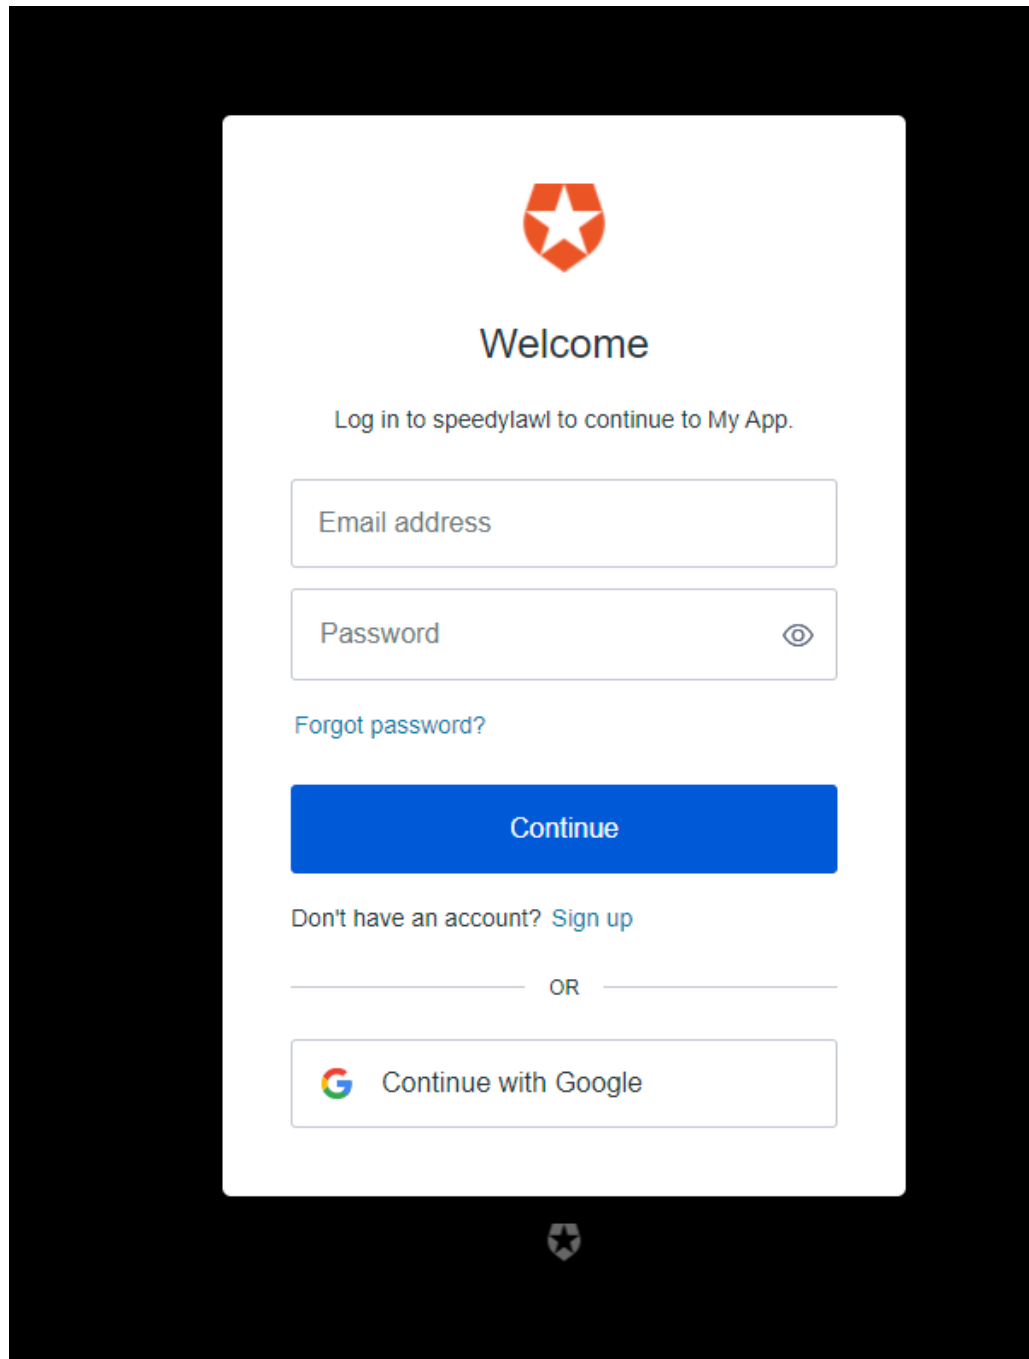 Welcome
Log in to speedylawl to continue to My App.
Email address
Password
Forgot password?
Continue
Don't have an account? Sign up
OR
Continue with Google